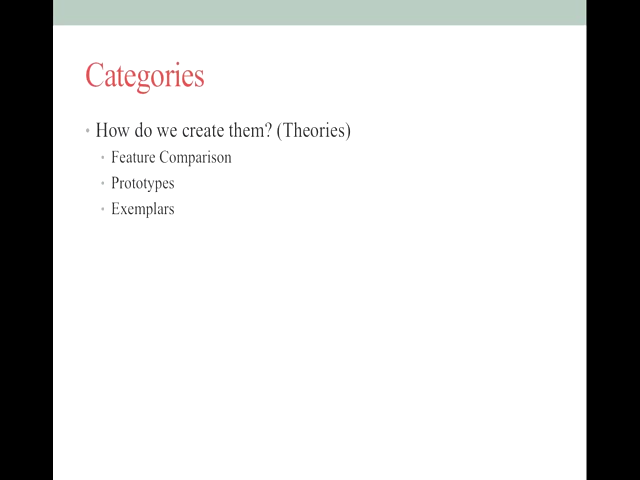 Categories
• How do we create them? (Theories)
• Feature Comparison
• Prototypes
• Exemplars